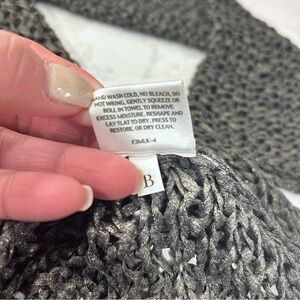 AND WASH COLD, NO BLEACH, DO
NOT WRING, GENTLY SQUEEZE OR
ROLL IN TOWEL TO REMOVE
EXCESS MOISTURE. RESHAPE AND
LAY FLAT TO DRY. PRESS TO
RESTORE, OR DRY CLEAN.
F3MLK-4
B